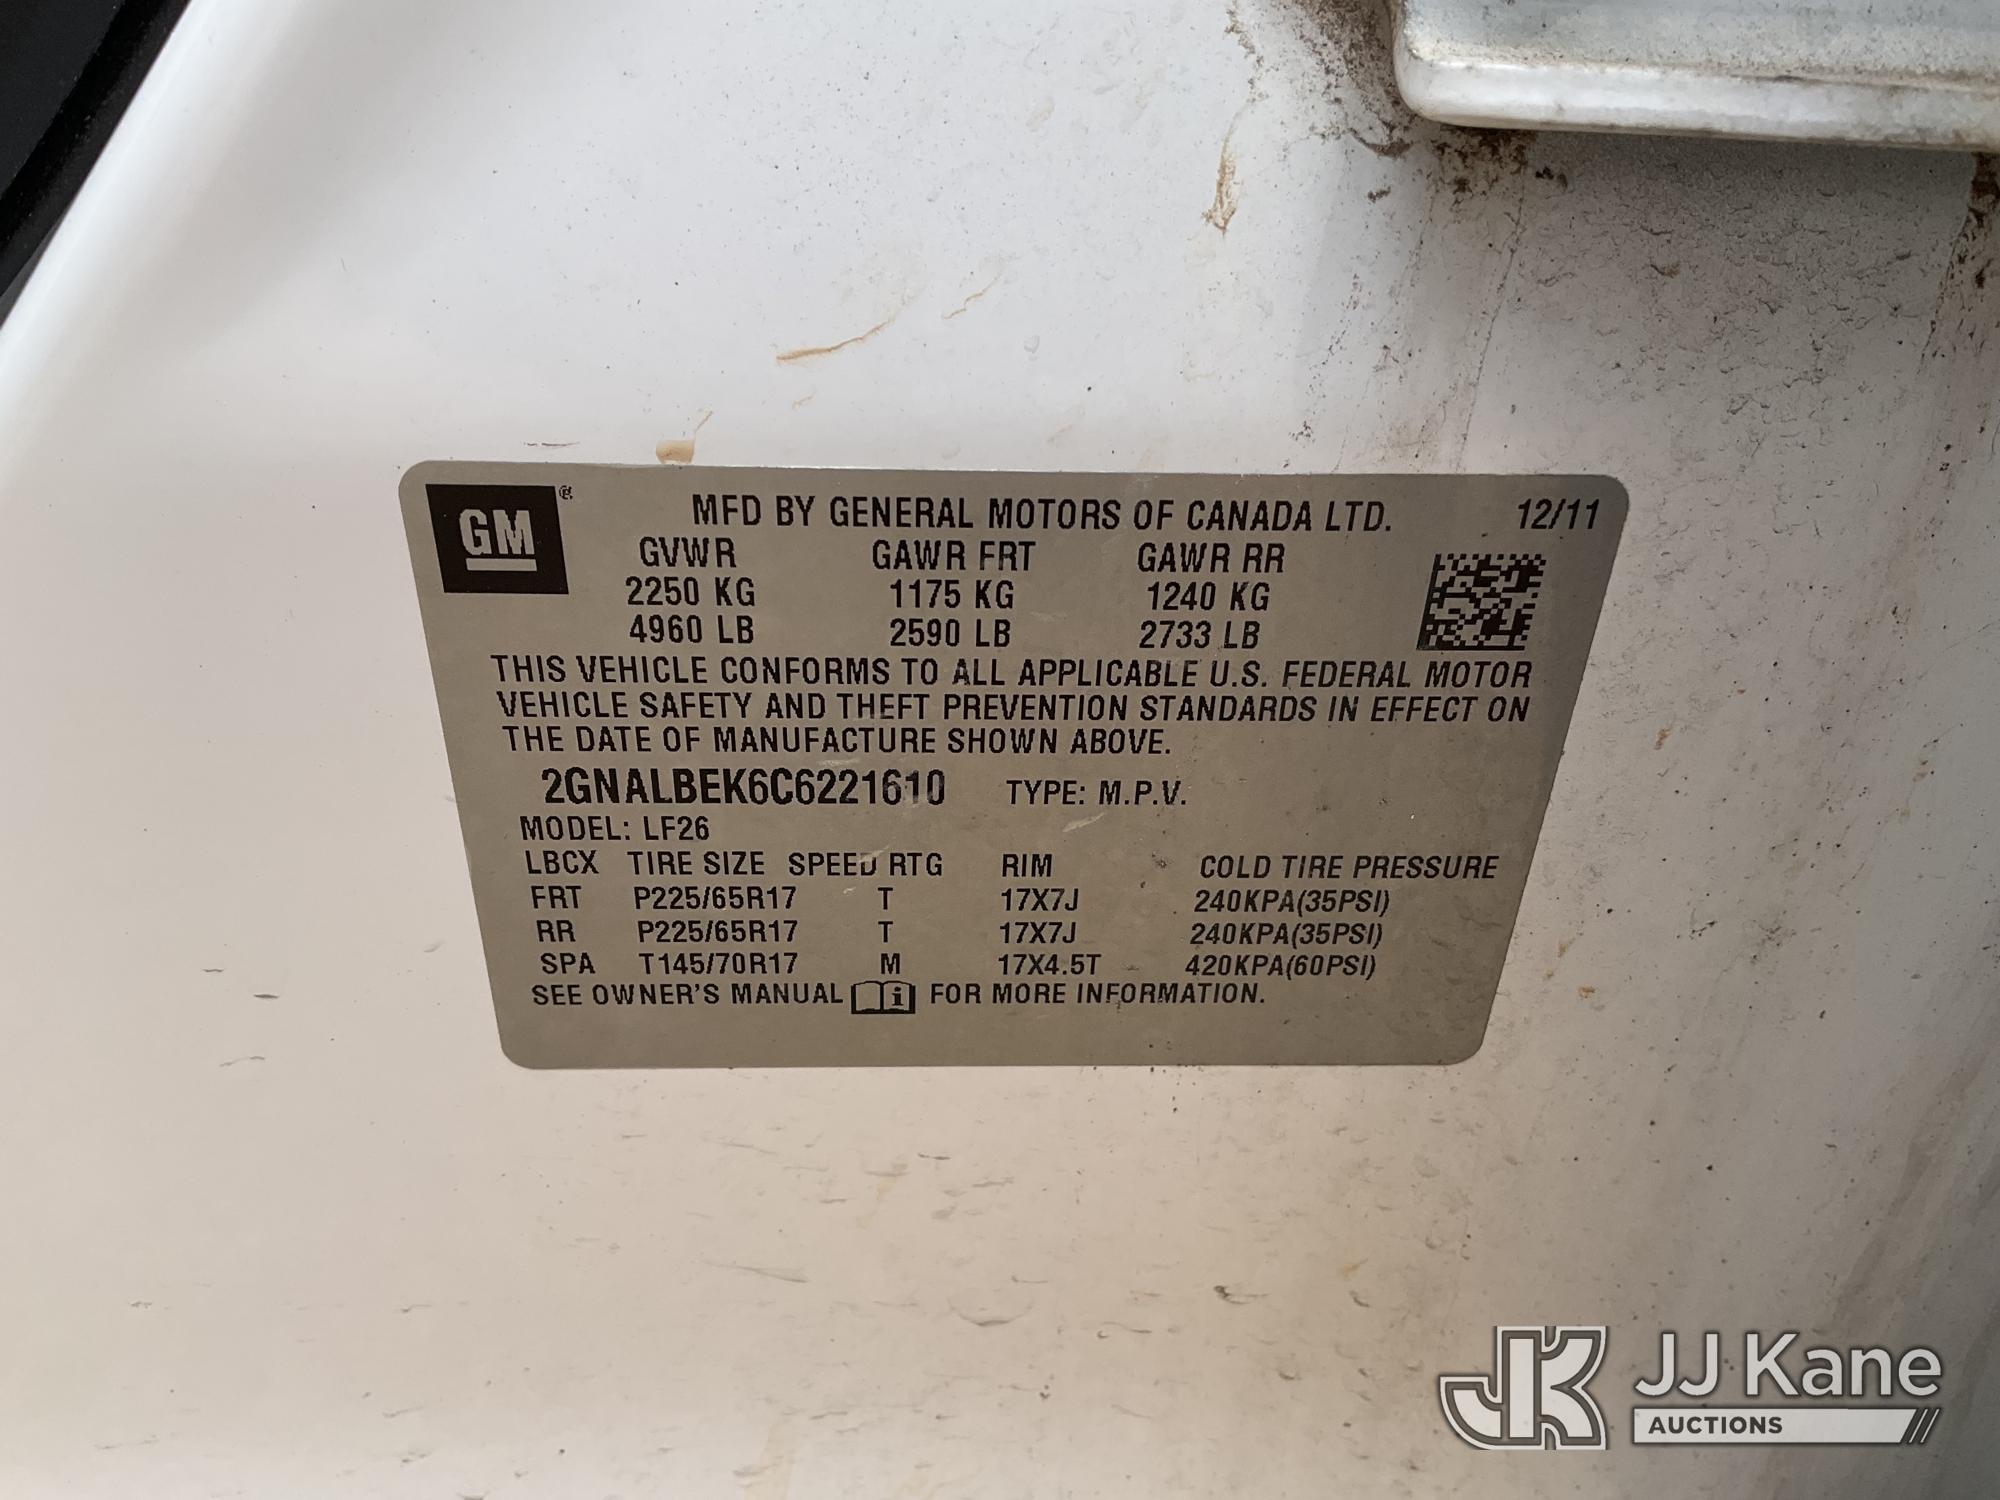 GM ® MFD BY GENERAL MOTORS OF CANADA LTD. 12/11
GVWR GAWR FRT GAWR RR
2250 KG 1175 KG 1240 KG
4960 LB 2590 LB 2733 LB
THIS VEHICLE CONFORMS TO ALL APPLICABLE U.S. FEDERAL MOTOR
VEHICLE SAFETY AND THEFT PREVENTION STANDARDS IN EFFECT ON
THE DATE OF MANUFACTURE SHOWN ABOVE.
2GNALBEK6C6221610 TYPE: M.P.V.
MODEL: LF26
LBCX TIRE SIZE SPEED RTG RIM COLD TIRE PRESSURE
FRT P225/65R17 T 17X7J 240KPA(35PSI)
RR P225/65R17 T 17X7J 240KPA(35PSI)
SPA T145/70R17 M 17X4.5T 420KPA(60PSI)
SEE OWNER'S MANUAL i FOR MORE INFORMATION.
JK JJ Kane
AUCTIONS